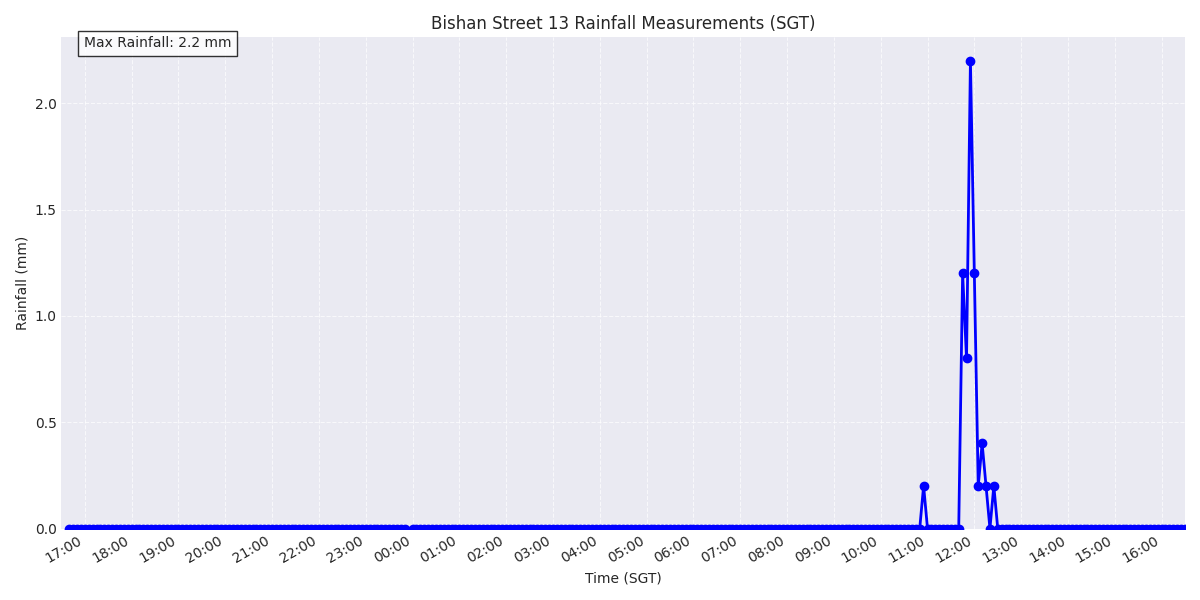 Bishan Street 13 Rainfall Measurements (SGT)
Max Rainfall: 2.2 mm
Rainfall (mm)
2.0
1.5
1.0
0.5
0.0
17:00 18:00 19:00 20:00 21:00 22:00 23:00 00:00 01:00 02:00 03:00 04:00 05:00 06:00 07:00 08:00 09:00 10:00 11:00 12:00 13:00 14:00 15:00 16:00
Time (SGT)